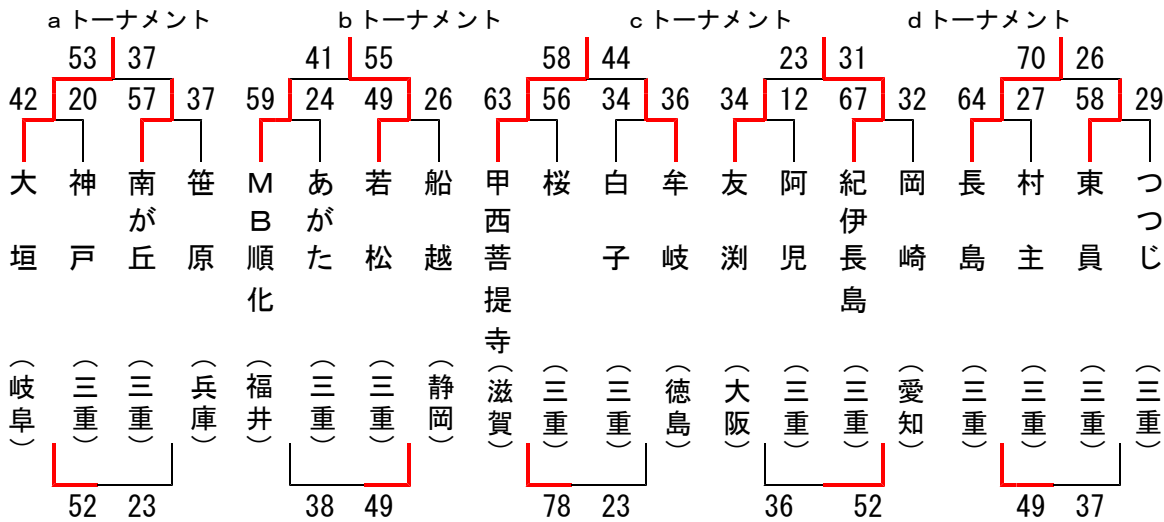 aトーナメント bトーナメント cトーナメント dトーナメント
53 37 41 55 58 44 23 31 70 26
42 20 57 37 59 24 49 26 63 56 34 36 34 12 67 32 64 27 58 29
大垣
神戸
南が丘
笹原
MB順化
あがた
若松
船越
甲西菩提寺
桜
白子
牟岐
友渕
阿児
紀伊長島
岡崎
長島
村主
東員
つつじ
(岐阜)
(三重)
(三重)
(兵庫)
(福井)
(三重)
(三重)
(静岡)
(滋賀)
(三重)
(三重)
(徳島)
(大阪)
(三重)
(三重)
(愛知)
(三重)
(三重)
(三重)
(三重)
52 23 38 49 78 23 36 52 49 37